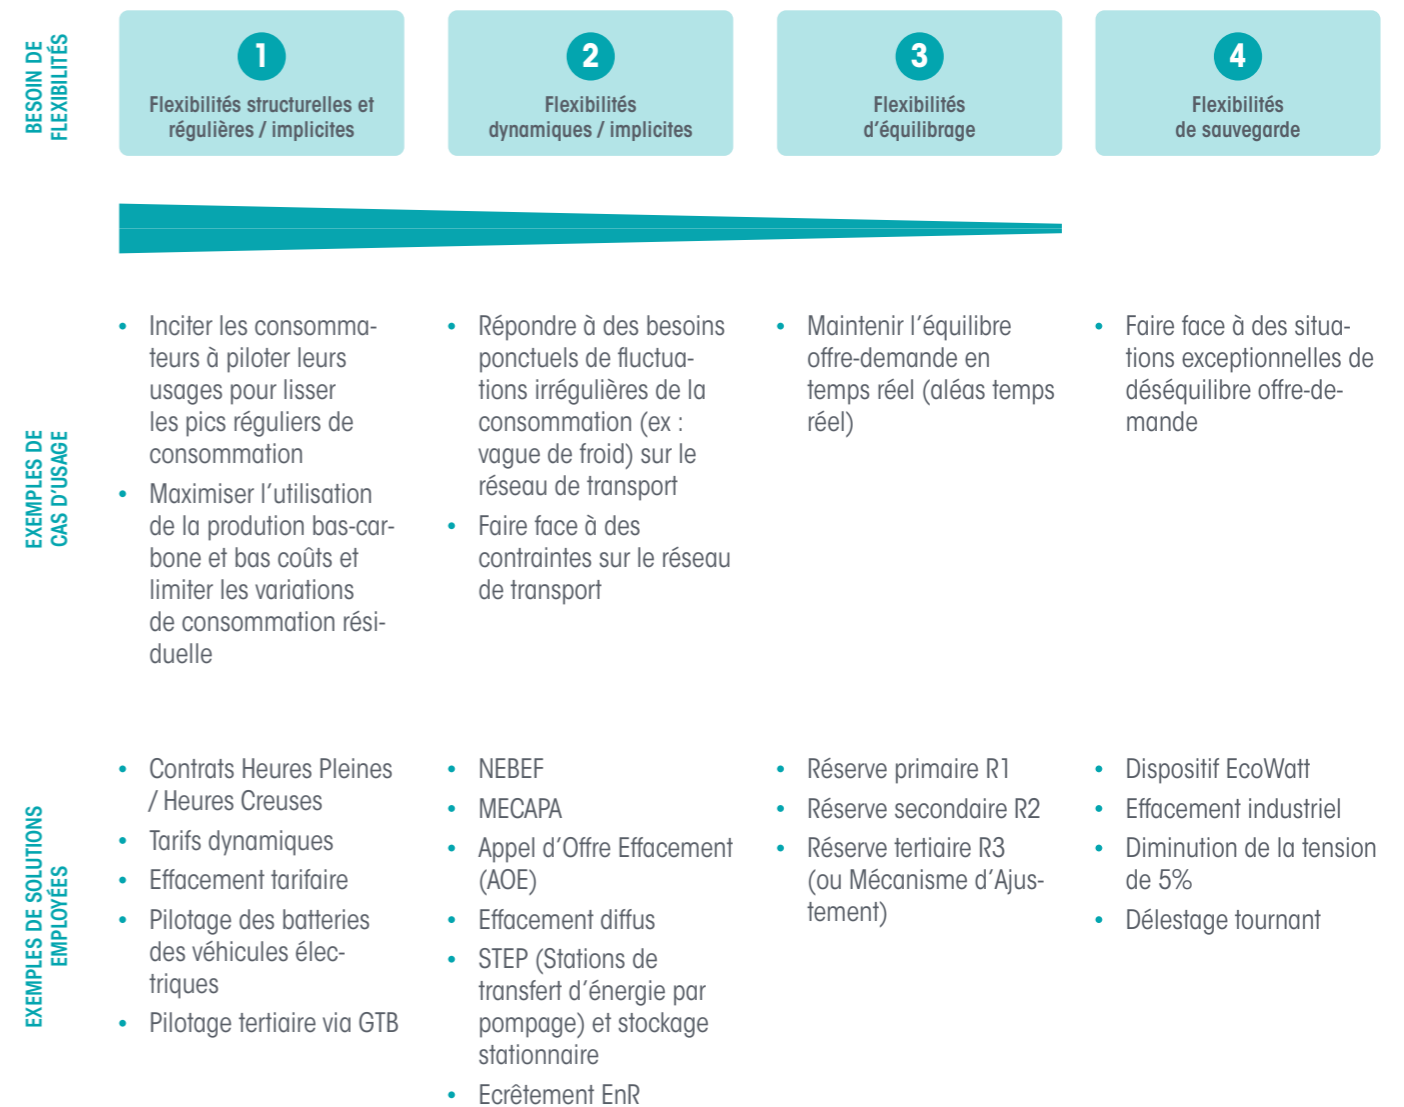 BESOIN DE
FLEXIBILITÉS
1
Flexibilités structurelles et
régulières / implicites
2
Flexibilités
dynamiques / implicites
3
Flexibilités
d’équilibrage
4
Flexibilités
de sauvegarde
EXEMPLES DE
CAS D’USAGE
• Inciter les consomma-
teurs à piloter leurs
usages pour lisser
les pics réguliers de
consommation
• Maximiser l’utilisation
de la prodution bas-car-
bone et bas coûts et
limiter les variations
de consommation rési-
duelle
• Répondre à des besoins
ponctuels de fluctua-
tions irrégulières de la
consommation (ex :
vague de froid) sur le
réseau de transport
• Faire face à des
contraintes sur le réseau
de transport
• Maintenir l’équilibre
offre-demande en
temps réel (aléas temps
réel)
• Faire face à des situa-
tions exceptionnelles de
déséquilibre offre-de-
mande
EXEMPLES DE SOLUTIONS
EMPLOYÉES
• Contrats Heures Pleines
/ Heures Creuses
• Tarifs dynamiques
• Effacement tarifaire
• Pilotage des batteries
des véhicules élec-
triques
• Pilotage tertiaire via GTB
• NEBEF
• MECAPA
• Appel d’Offre Effacement
(AOE)
• Effacement diffus
• STEP (Stations de
transfert d’énergie par
pompage) et stockage
stationnaire
• Ecrêtement EnR
• Réserve primaire R1
• Réserve secondaire R2
• Réserve tertiaire R3
(ou Mécanisme d’Ajus-
tement)
• Dispositif EcoWatt
• Effacement industriel
• Diminution de la tension
de 5%
• Délestage tournant